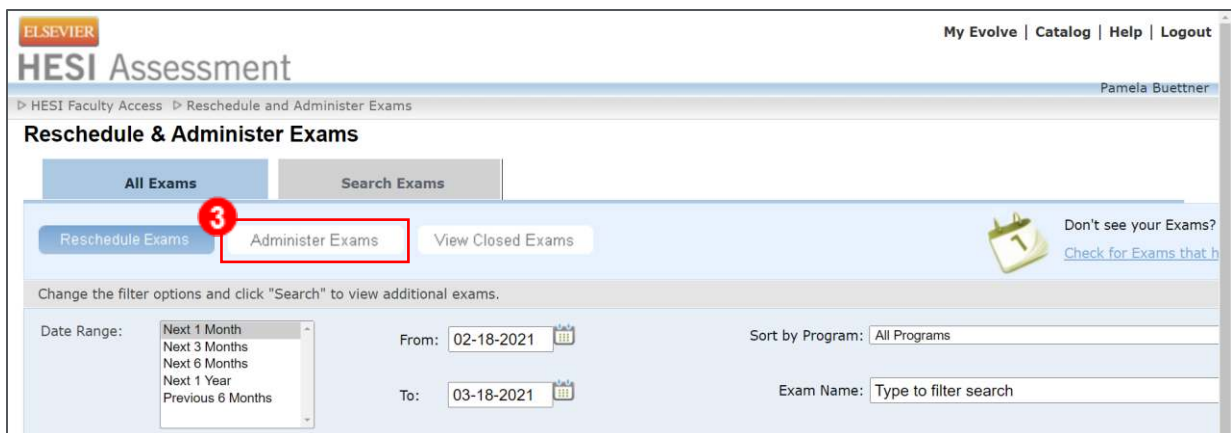 ELSEVIER
My Evolve | Catalog | Help | Logout
HESI Assessment
Pamela Buettner
HESI Faculty Access Reschedule and Administer Exams
Reschedule & Administer Exams
All Exams
Search Exams
3
Reschedule Exams
Administer Exams
View Closed Exams
1
Don't see your Exams?
Check for Exams that h
Change the filter options and click "Search" to view additional exams.
Date Range:
Next 1 Month
Next 3 Months
Next 6 Months
Next 1 Year
Previous 6 Months
From: 02-18-2021
To: 03-18-2021
Sort by Program: All Programs
Exam Name: Type to filter search